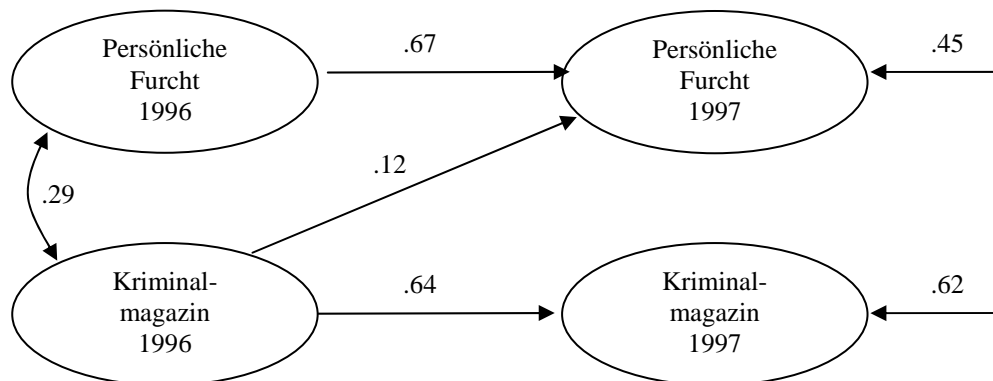 Persönliche
Furcht
1996
.67
Persönliche
Furcht
1997
.45
.29
.12
Kriminal-
magazin
1996
.64
Kriminal-
magazin
1997
.62